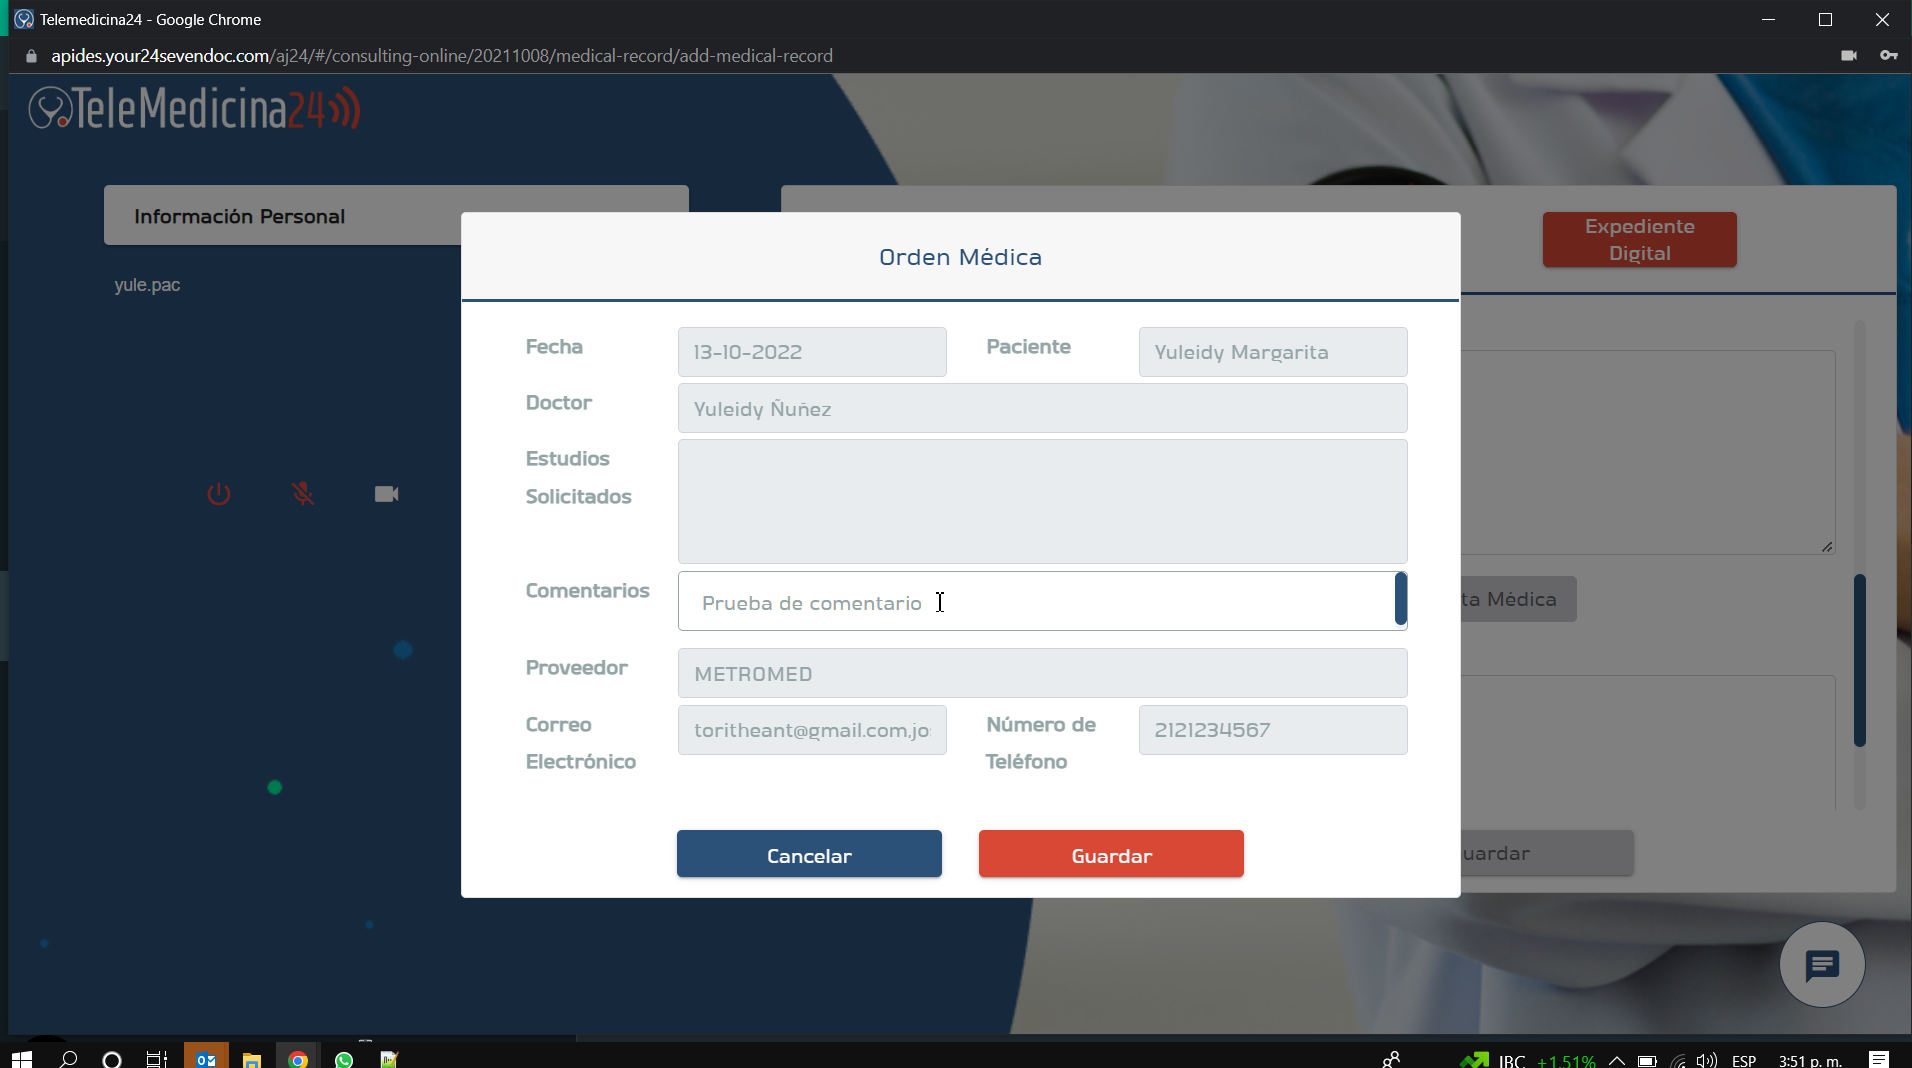 Telemedicina24 - Google Chrome
apides.your24sevendoc.com/aj24/#/consulting-online/20211008/medical-record/add-medical-record
TeleMedicina24
Información Personal
yule.pac
Expediente
Digital
Orden Médica
Fecha
13-10-2022
Paciente
Yuleidy Margarita
Doctor
Yuleidy Ñuñez
Estudios
Solicitados
Comentarios
Prueba de comentario
ta Médica
Proveedor
METROMED
Correo
Electrónico
toritheant@gmail.com,jo
Número de
Teléfono
2121234567
Cancelar
Guardar
uardar
IBC +1.51%
ESP
3:51 p. m.